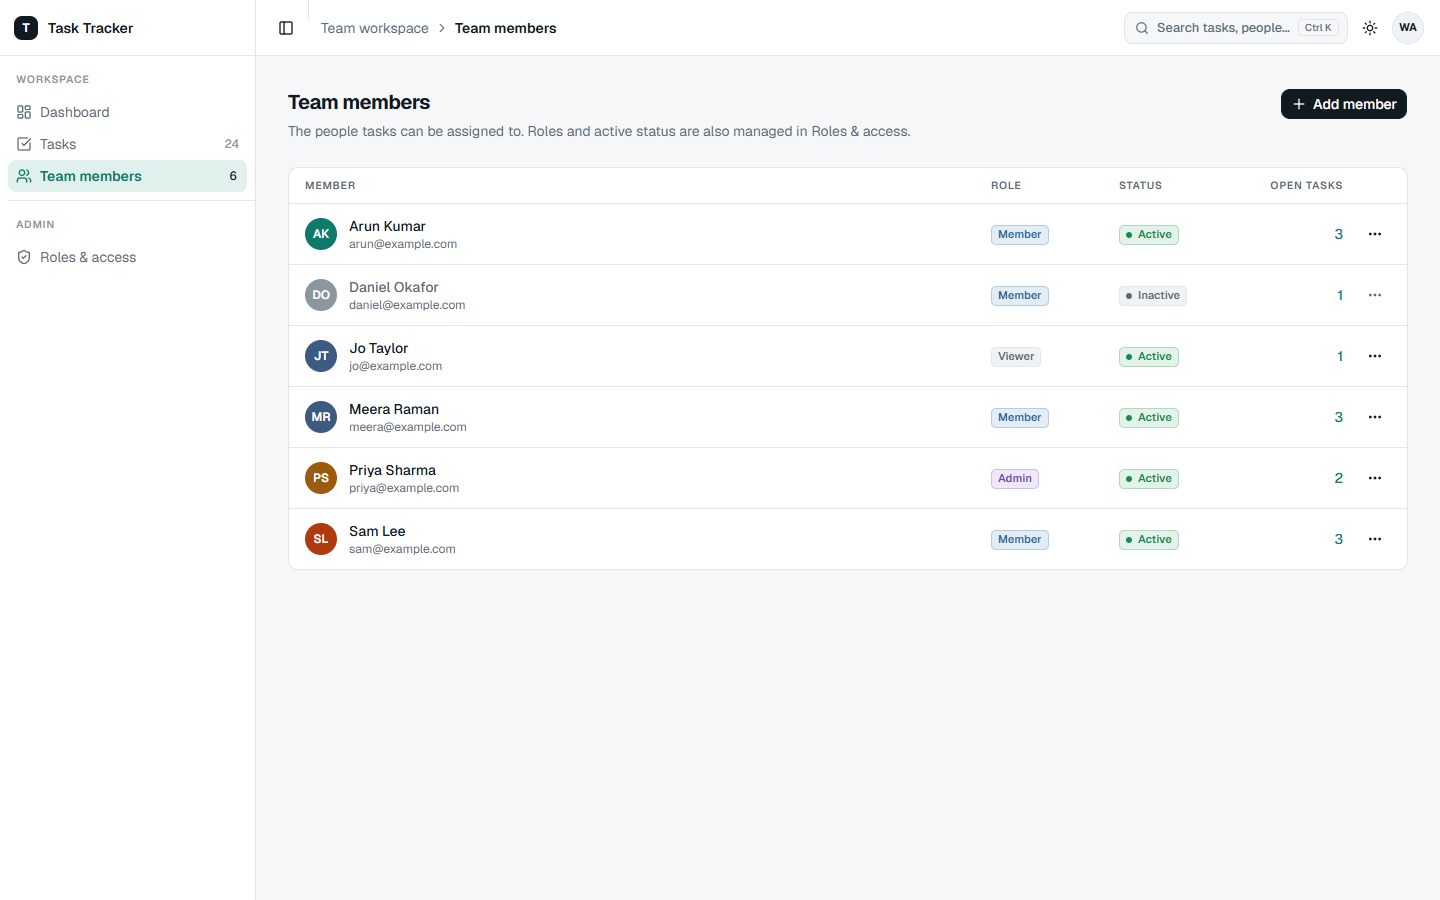 T Task Tracker
Team workspace > Team members
Search tasks, people... Ctrl K
WA
WORKSPACE
Dashboard
Tasks 24
Team members 6
ADMIN
Roles & access
Team members
Add member
The people tasks can be assigned to. Roles and active status are also managed in Roles & access.
MEMBER ROLE STATUS OPEN TASKS
AK Arun Kumar Member Active 3
arun@example.com
DO Daniel Okafor Member Inactive 1
daniel@example.com
JT Jo Taylor Viewer Active 1
jo@example.com
MR Meera Raman Member Active 3
meera@example.com
PS Priya Sharma Admin Active 2
priya@example.com
SL Sam Lee Member Active 3
sam@example.com